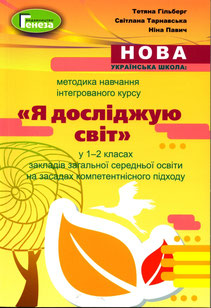 Генеза
Тетяна Гільберг
Світлана Тарнавська
Ніна Павич
НОВА
УКРАЇНСЬКА ШКОЛА:
методика навчання
інтегрованого курсу
«Я досліджую
світ»
у 1–2 класах
закладів загальної середньої освіти
на засадах компетентнісного підходу